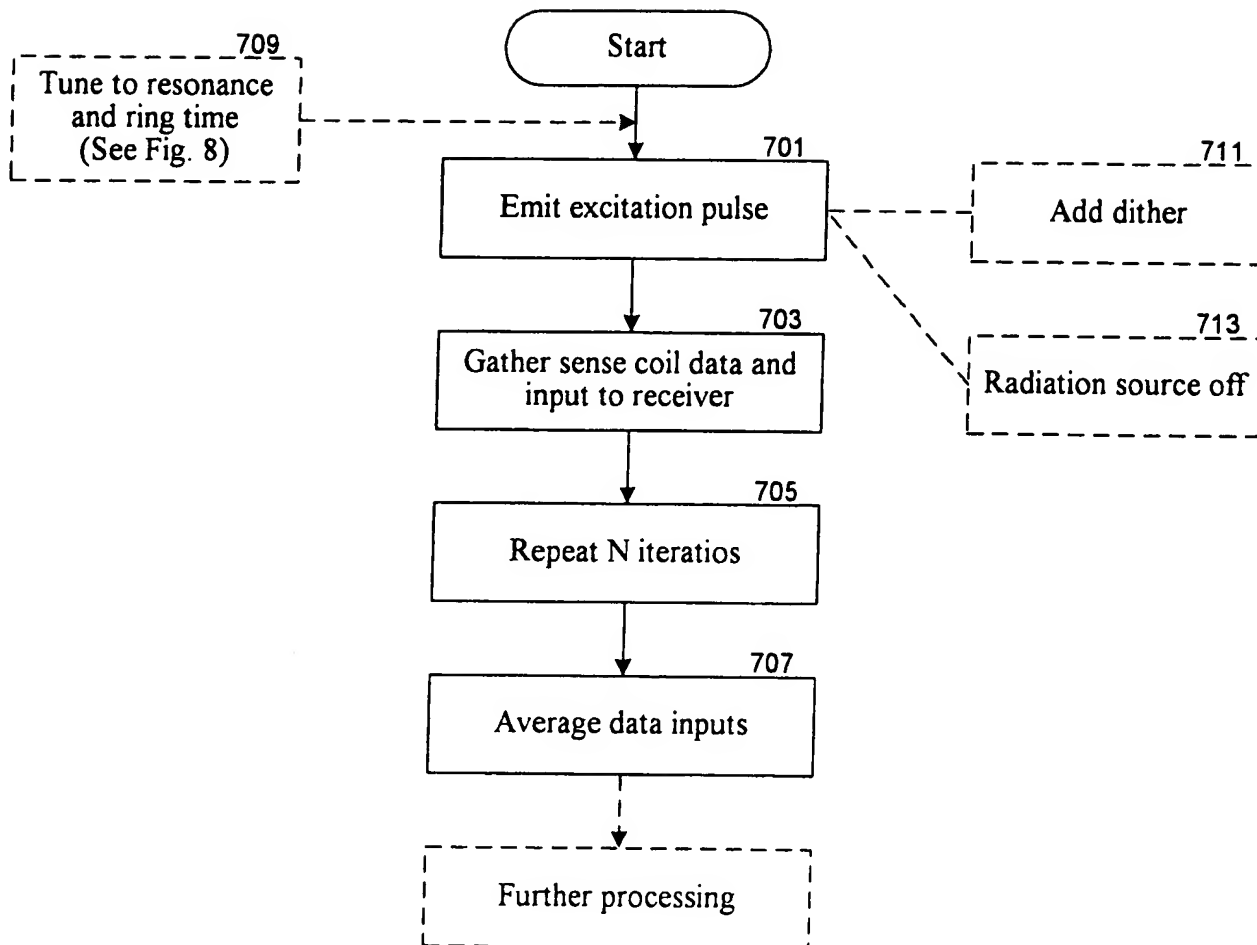 709
Start
Tune to resonance
and ring time
(See Fig. 8)
701
Emit excitation pulse
711
Add dither
703
Gather sense coil data and
input to receiver
713
Radiation source off
705
Repeat N iteratios
707
Average data inputs
Further processing